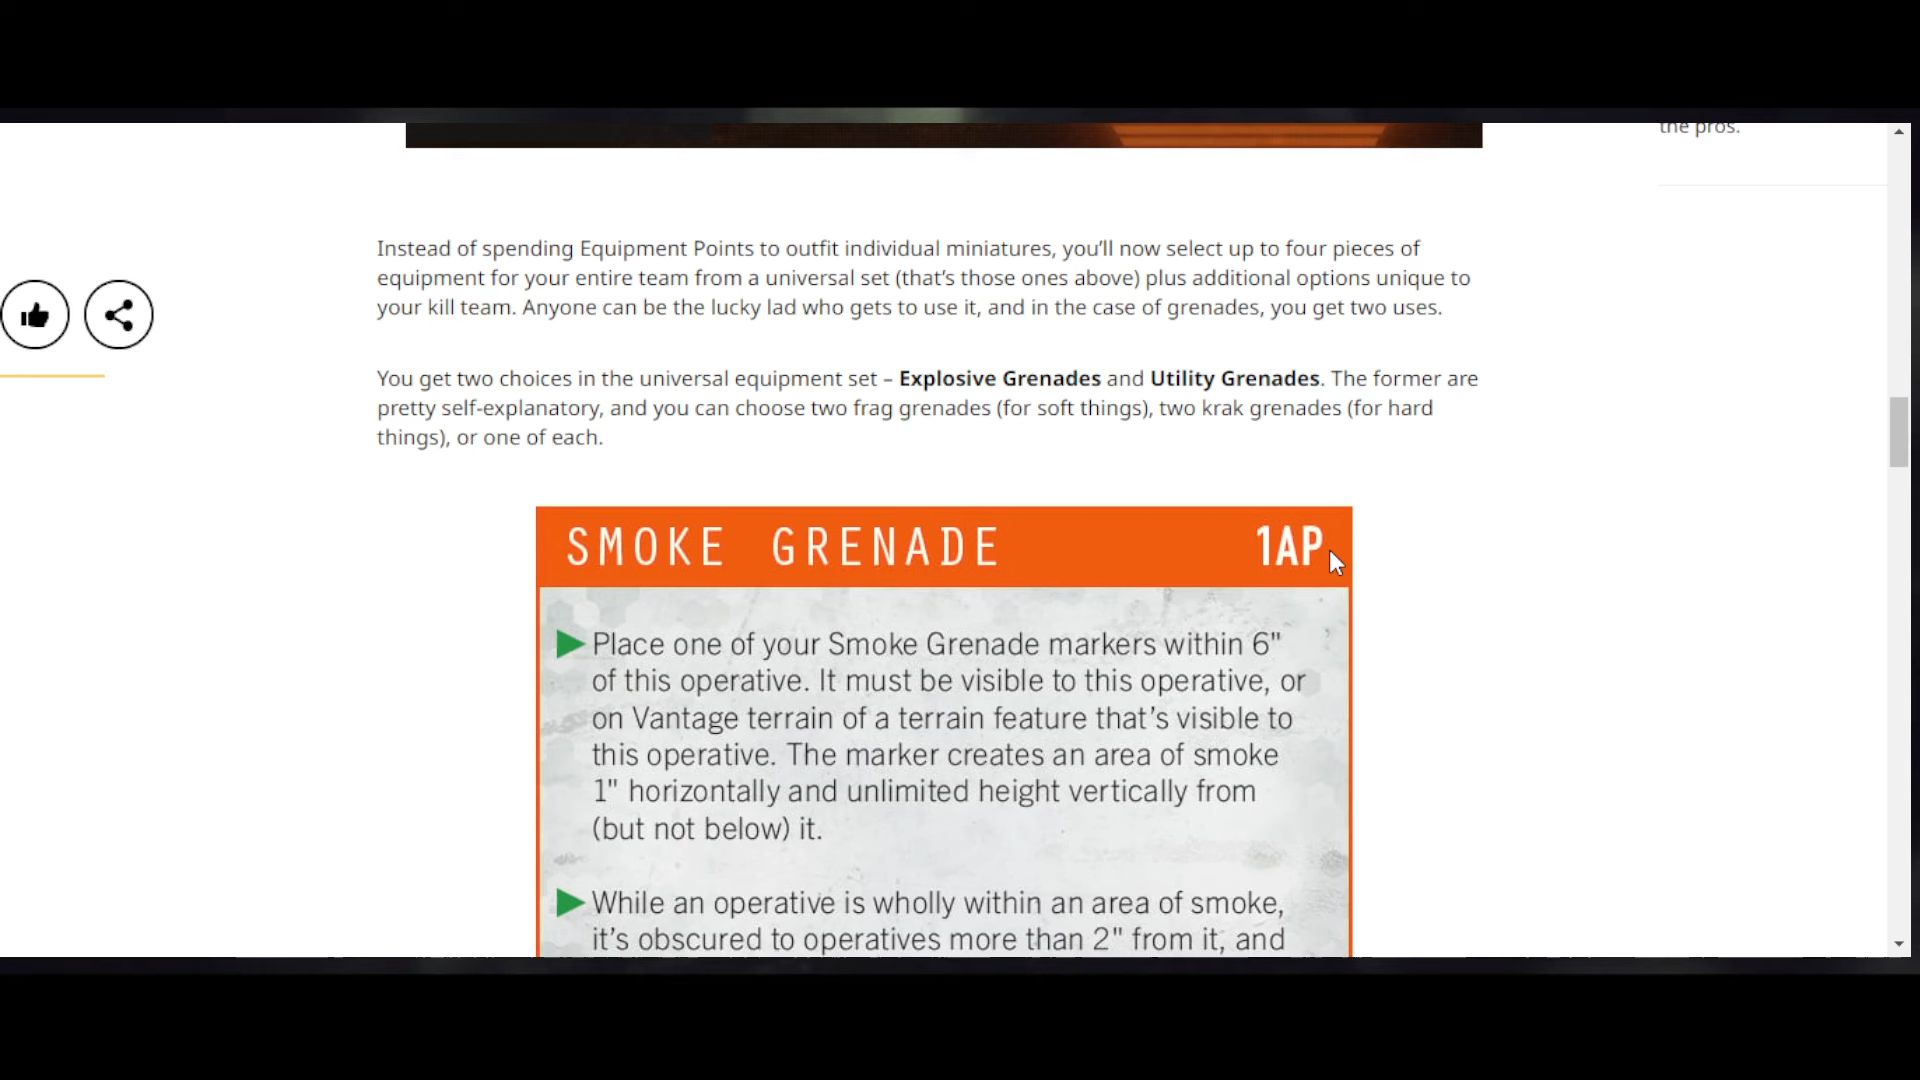 the pros.
Instead of spending Equipment Points to outfit individual miniatures, you’ll now select up to four pieces of
equipment for your entire team from a universal set (that’s those ones above) plus additional options unique to
your kill team. Anyone can be the lucky lad who gets to use it, and in the case of grenades, you get two uses.
You get two choices in the universal equipment set – Explosive Grenades and Utility Grenades. The former are
pretty self-explanatory, and you can choose two frag grenades (for soft things), two krak grenades (for hard
things), or one of each.
SMOKE GRENADE 1AP
Place one of your Smoke Grenade markers within 6"
of this operative. It must be visible to this operative, or
on Vantage terrain of a terrain feature that’s visible to
this operative. The marker creates an area of smoke
1" horizontally and unlimited height vertically from
(but not below) it.
While an operative is wholly within an area of smoke,
it’s obscured to operatives more than 2" from it, and